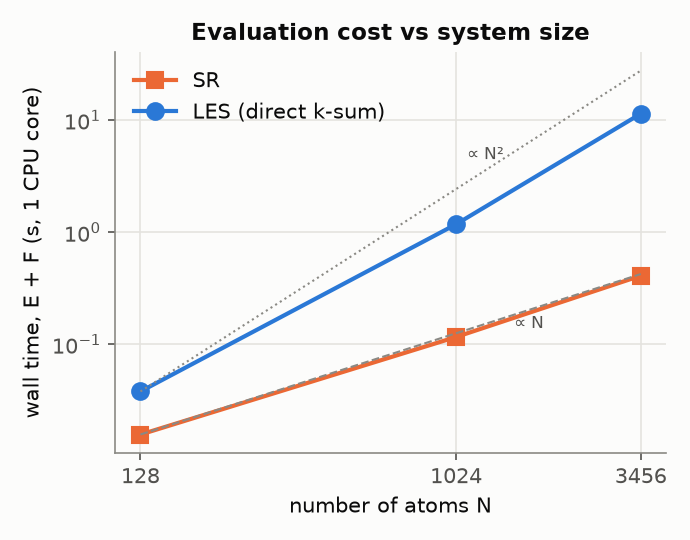 Evaluation cost vs system size
SR
LES (direct k-sum)
∝ N²
∝ N
10¹
10⁰
10⁻¹
wall time, E + F (s, 1 CPU core)
128
1024
3456
number of atoms N